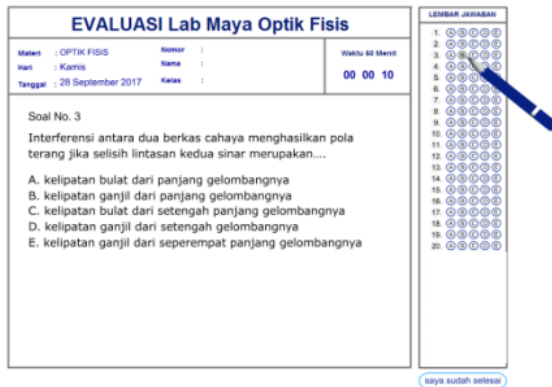 EVALUASI Lab Maya Optik Fisis
Materi : OPTIK FISIS
Hari : Kamis
Tanggal : 28 September 2017
Nomor :
Nama :
Kelas :
Waktu 60 Menit
00 00 10
Soal No. 3
Interferensi antara dua berkas cahaya menghasilkan pola
terang jika selisih lintasan kedua sinar merupakan....
A. kelipatan bulat dari panjang gelombangnya
B. kelipatan ganjil dari panjang gelombangnya
C. kelipatan bulat dari setengah panjang gelombangnya
D. kelipatan ganjil dari setengah gelombangnya
E. kelipatan ganjil dari seperempat panjang gelombangnya
LEMBAR JAWABAN
1. A B C D E
2. A B C D E
3. A B C D E
4. A B C D E
5. A B C D E
6. A B C D E
7. A B C D E
8. A B C D E
9. A B C D E
10. A B C D E
11. A B C D E
12. A B C D E
13. A B C D E
14. A B C D E
15. A B C D E
16. A B C D E
17. A B C D E
18. A B C D E
19. A B C D E
20. A B C D E
saya sudah selesai